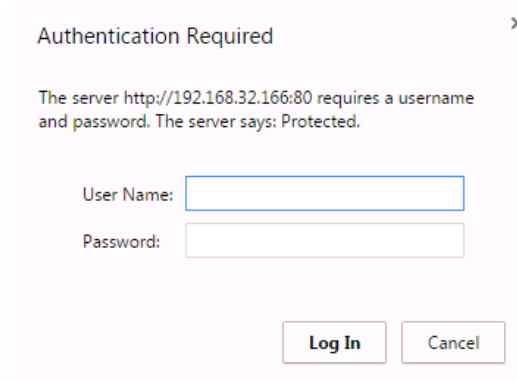 Authentication Required
The server http://192.168.32.166:80 requires a username
and password. The server says: Protected.
User Name:
Password:
Log In Cancel